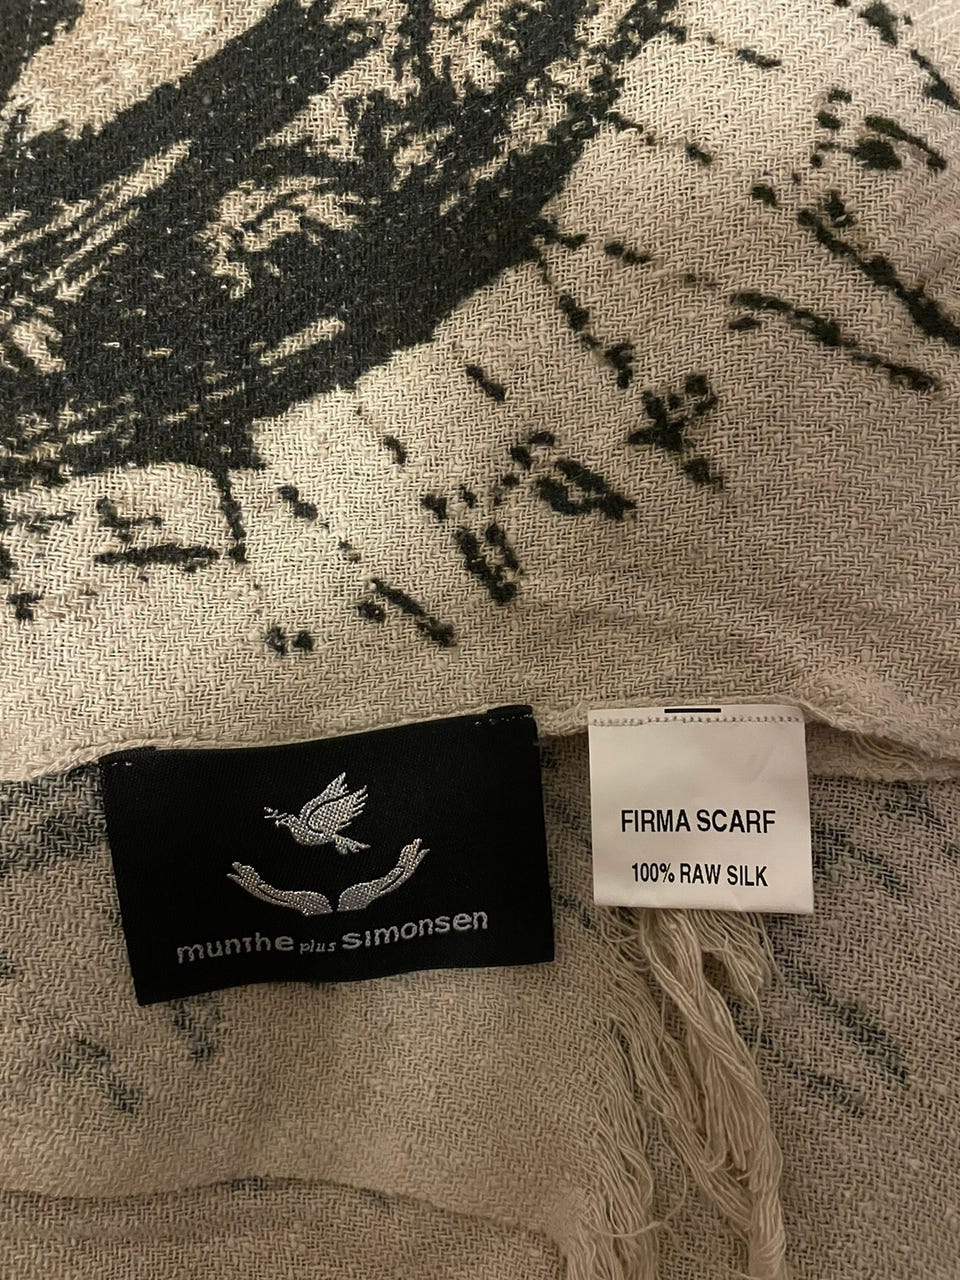 munthe plus simonsen
FIRMA SCARF
100% RAW SILK